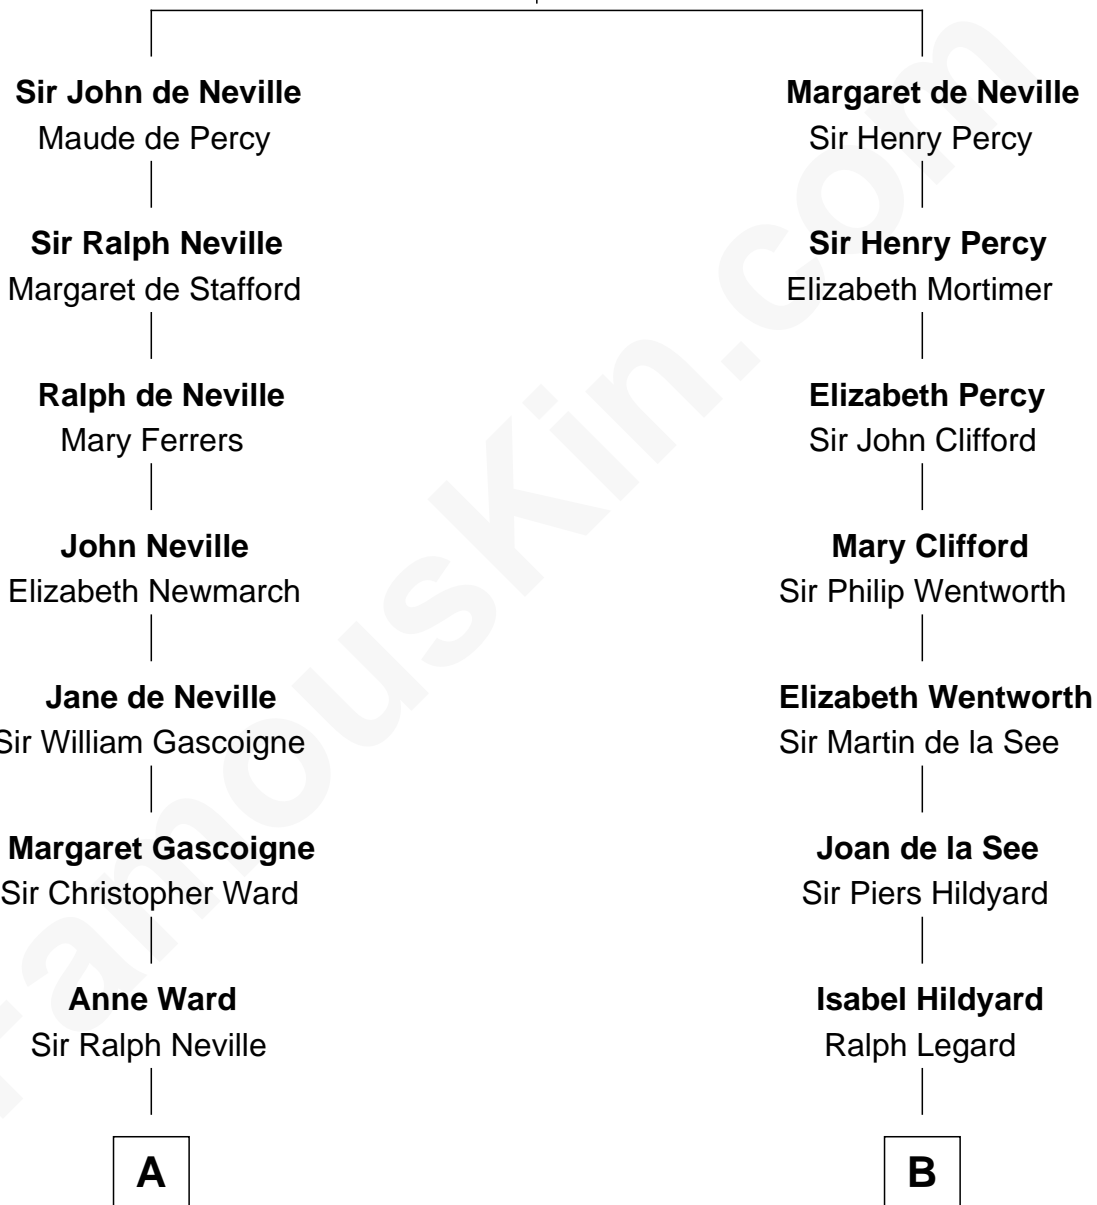 Sir John de Neville
Maude de Percy
Sir Ralph Neville
Margaret de Stafford
Ralph de Neville
Mary Ferrers
John Neville
Elizabeth Newmarch
Jane de Neville
Sir William Gascoigne
Margaret Gascoigne
Sir Christopher Ward
Anne Ward
Sir Ralph Neville
A
Margaret de Neville
Sir Henry Percy
Sir Henry Percy
Elizabeth Mortimer
Elizabeth Percy
Sir John Clifford
Mary Clifford
Sir Philip Wentworth
Elizabeth Wentworth
Sir Martin de la See
Joan de la See
Sir Piers Hildyard
Isabel Hildyard
Ralph Legard
B
FamousKin.com